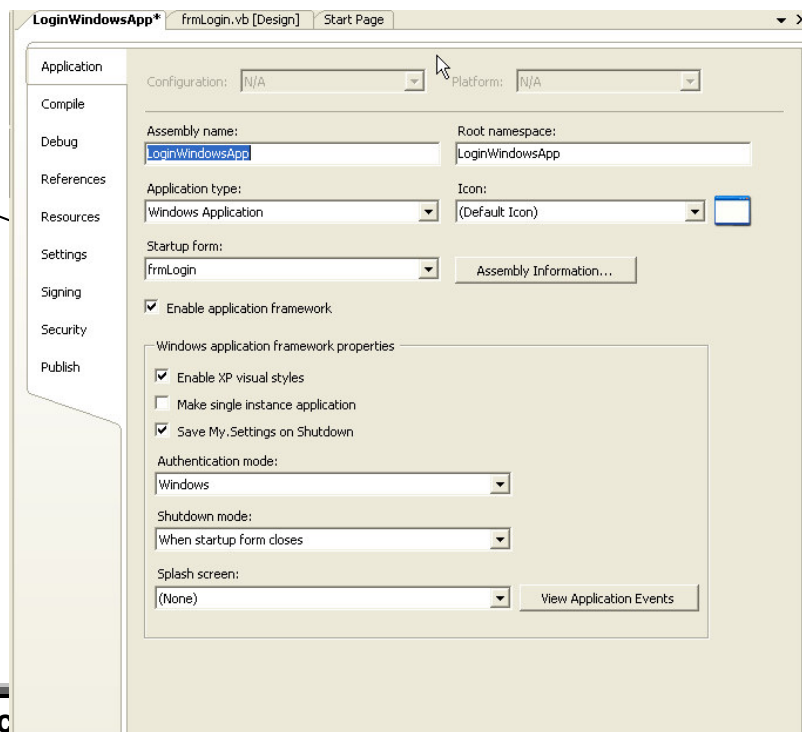 LoginWindowsApp* frmLogin.vb [Design] Start Page
Application
Configuration: N/A Platform: N/A
Compile
Debug
References
Resources
Settings
Signing
Security
Publish
Assembly name: Root namespace:
LoginWindowsApp LoginWindowsApp
Application type: Icon:
Windows Application (Default Icon)
Startup form:
frmLogin Assembly Information...
Enable application framework
Windows application framework properties
Enable XP visual styles
Make single instance application
Save My.Settings on Shutdown
Authentication mode:
Windows
Shutdown mode:
When startup form closes
Splash screen:
(None) View Application Events